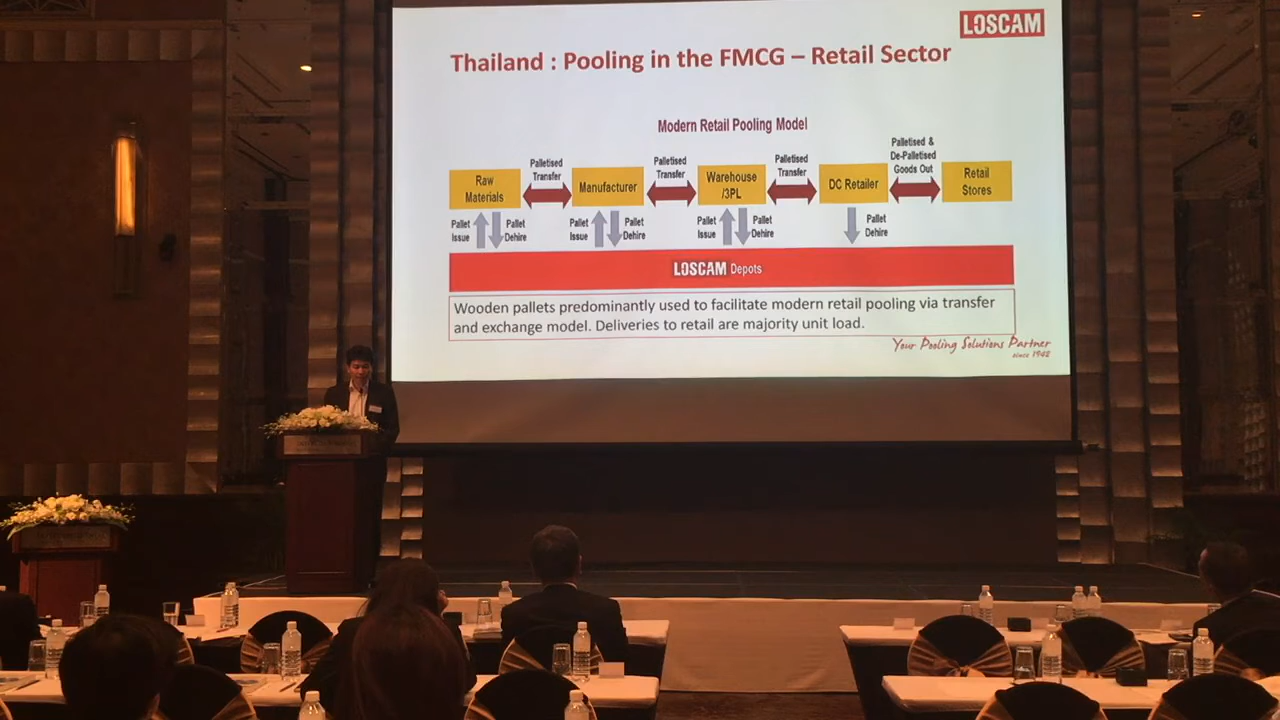 LOSCAM
Thailand : Pooling in the FMCG – Retail Sector
Modern Retail Pooling Model
Palletised
Transfer
Palletised
Transfer
Palletised
Transfer
Palletised &
De-Palletised
Goods Out
Raw
Materials
Manufacturer
Warehouse
/3PL
DC Retailer
Retail
Stores
Pallet
Issue
Pallet
Dehire
Pallet
Issue
Pallet
Dehire
Pallet
Issue
Pallet
Dehire
Pallet
Dehire
LOSCAM Depots
Wooden pallets predominantly used to facilitate modern retail pooling via transfer
and exchange model. Deliveries to retail are majority unit load.
Your Pooling Solutions Partner
since 1942